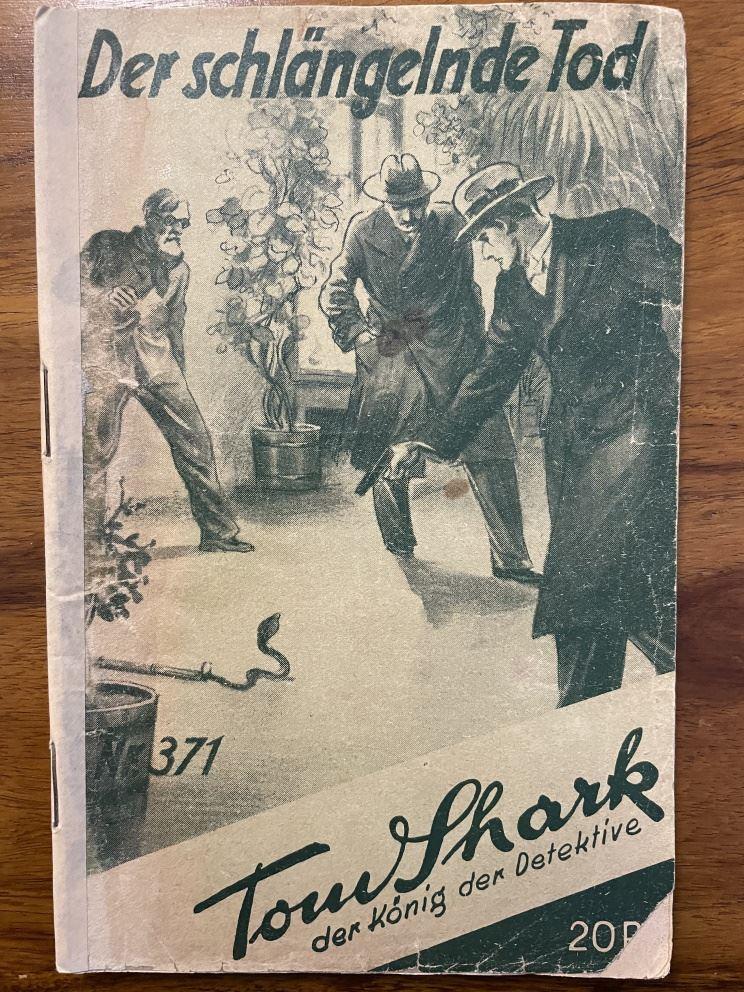 Der schlängelnde Tod
Nr. 371
Tom Shark
der König der Detektive
20